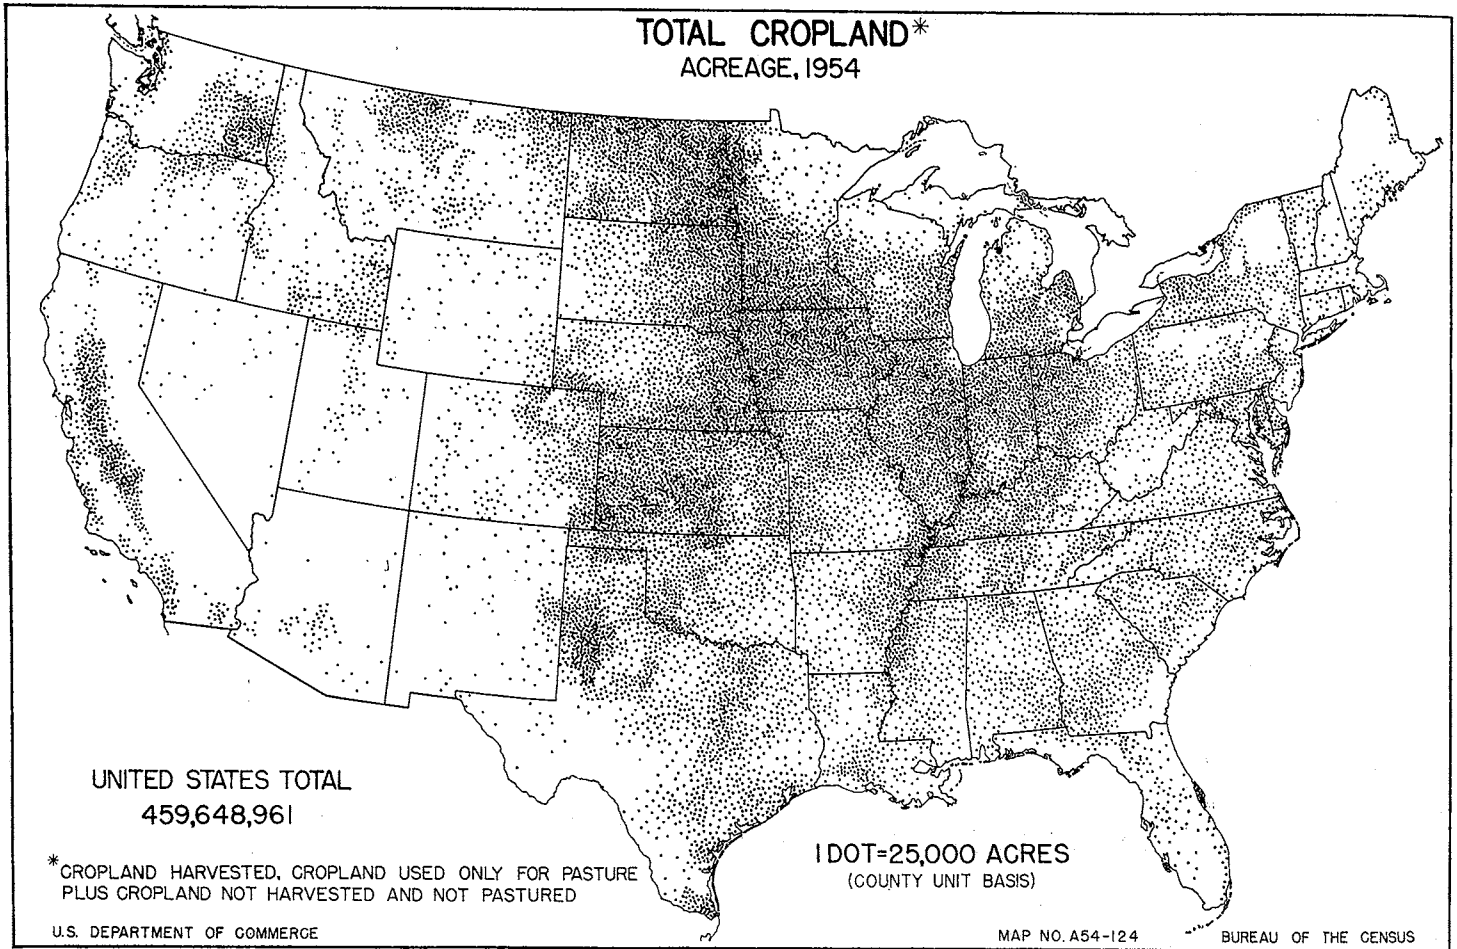 TOTAL CROPLAND*
ACREAGE, 1954
UNITED STATES TOTAL
459,648,961
1 DOT=25,000 ACRES
(COUNTY UNIT BASIS)
*CROPLAND HARVESTED, CROPLAND USED ONLY FOR PASTURE
PLUS CROPLAND NOT HARVESTED AND NOT PASTURED
U.S. DEPARTMENT OF COMMERCE
MAP NO. A54-124
BUREAU OF THE CENSUS